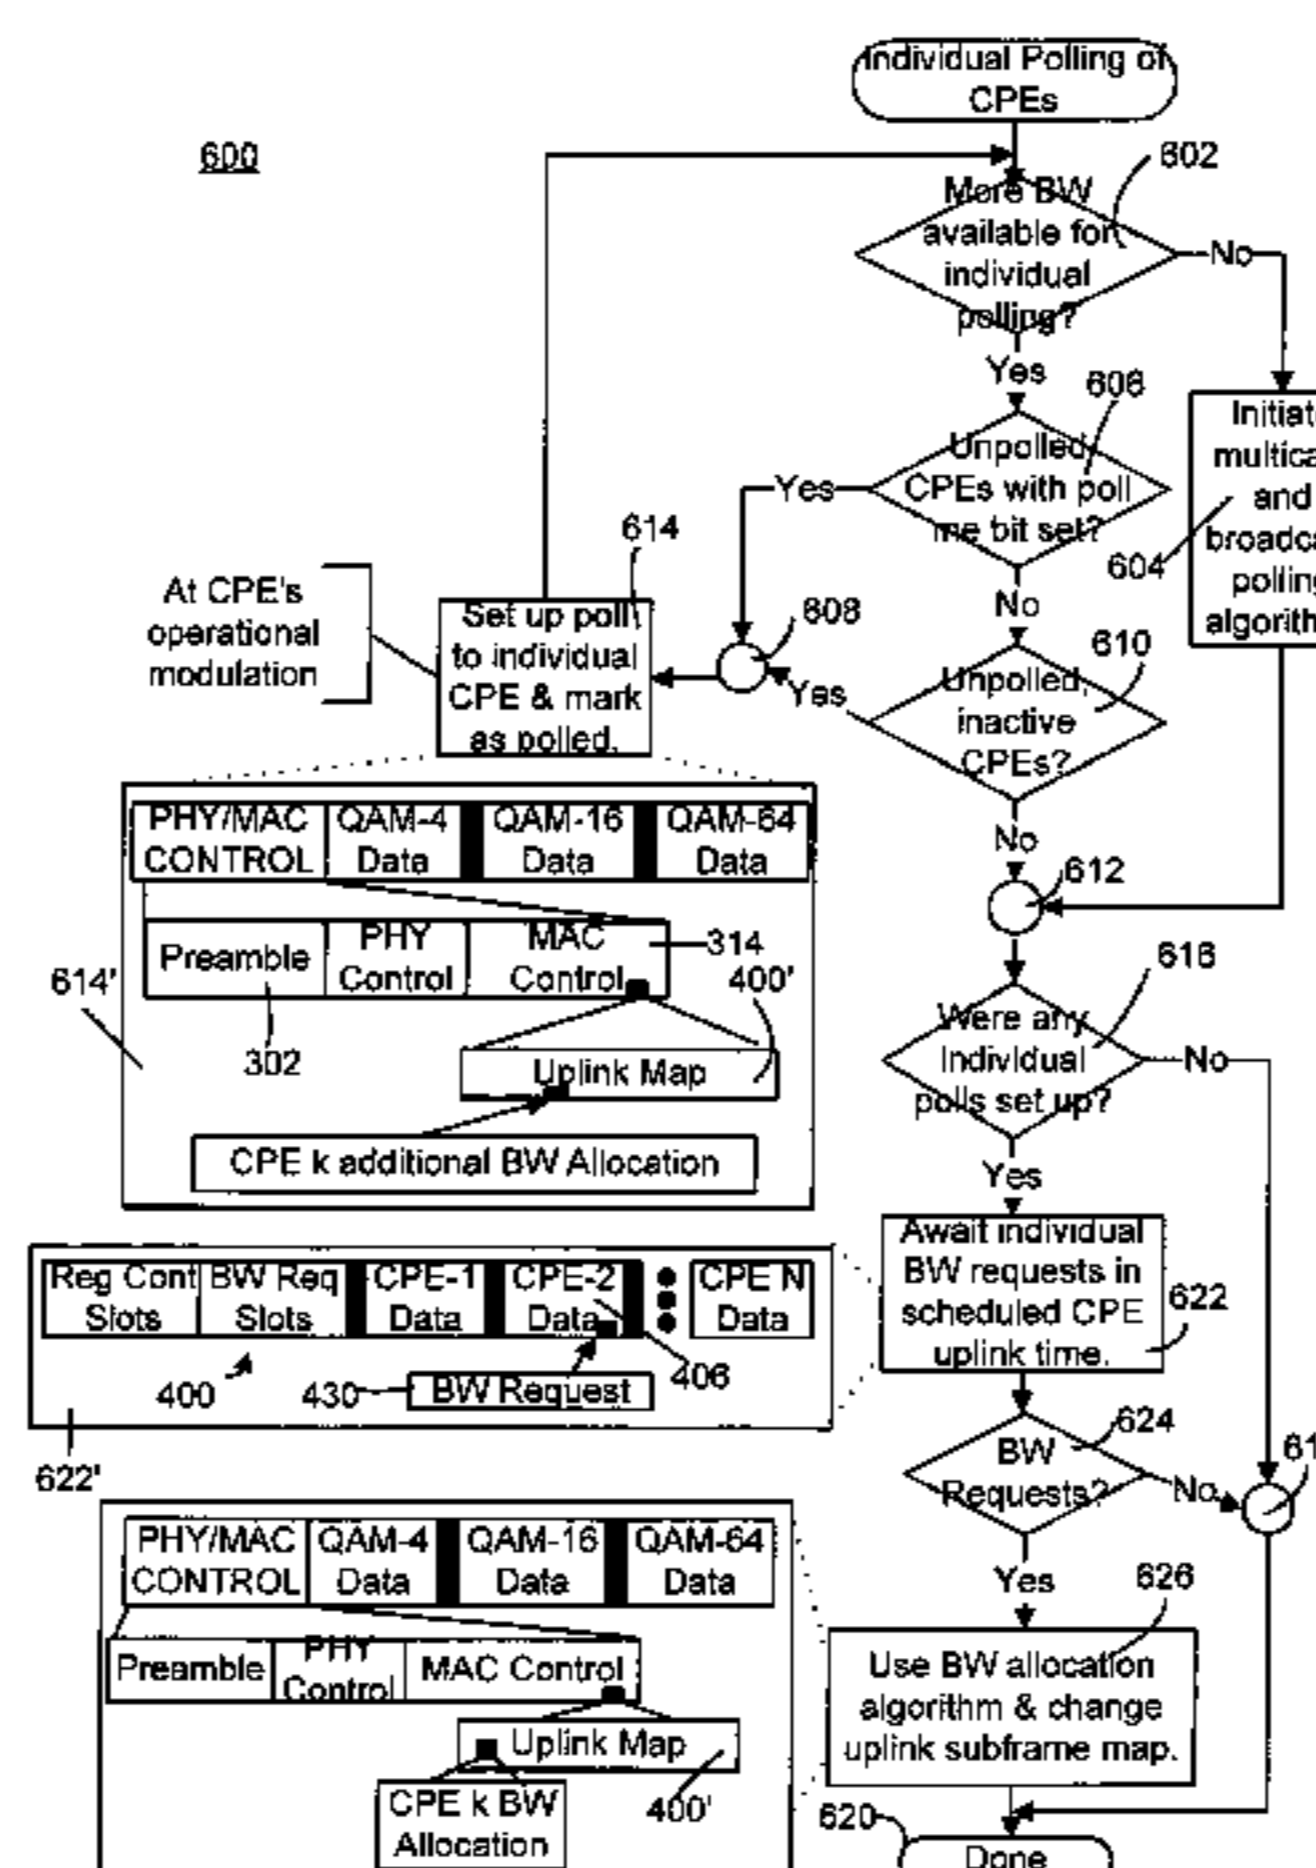 Individual Polling of
CPEs
600
602
More BW
available for
individual
polling?
No
Yes
606
Unpolled
CPEs with poll
me bit set?
Yes
and
604
614
At CPE's
operational
modulation
Set up poll
to individual
CPE & mark
as polled.
608
No
610
Unpolled,
inactive
CPEs?
Yes
No
612
PHY/MAC
CONTROL
QAM-4
Data
QAM-16
Data
QAM-64
Data
Preamble
PHY
Control
MAC
Control
314
400'
302
614'
Uplink Map
CPE k additional BW Allocation
616
Were any
individual
polls set up?
No
Yes
Await individual
BW requests in
scheduled CPE
uplink time.
622
Reg Cont
Slots
BW Req
Slots
CPE-1
Data
CPE-2
Data
CPE N
Data
400
430
BW Request
406
622'
624
BW
Requests?
No
Yes
626
PHY/MAC
CONTROL
QAM-4
Data
QAM-16
Data
QAM-64
Data
Preamble
PHY
Control
MAC Control
Uplink Map
400'
CPE k BW
Allocation
Use BW allocation
algorithm & change
uplink subframe map.
620
Done